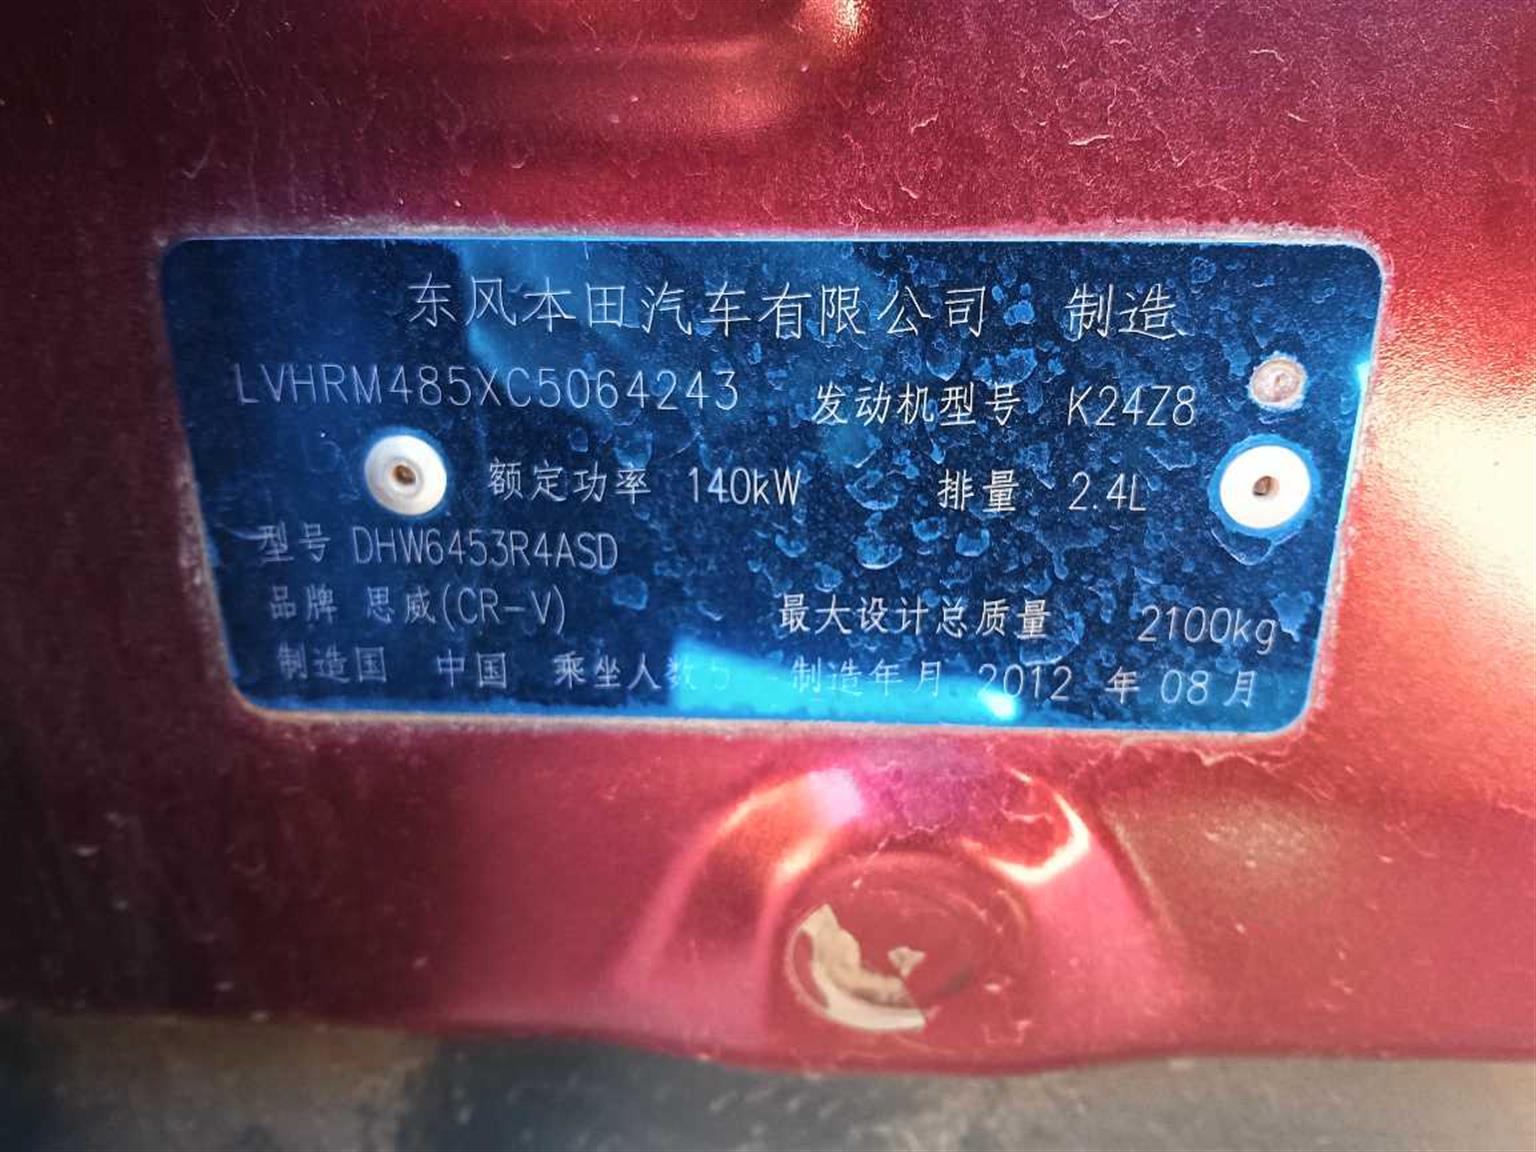 东风本田汽车有限公司 制造
LVHRM485XC5064243 发动机型号 K24Z8
额定功率 140kW 排量 2.4L
型号 DHW6453R4ASD
品牌 思威(CR-V) 最大设计总质量 2100kg
制造国 中国 乘坐人数 5 制造年月 2012 年 08 月